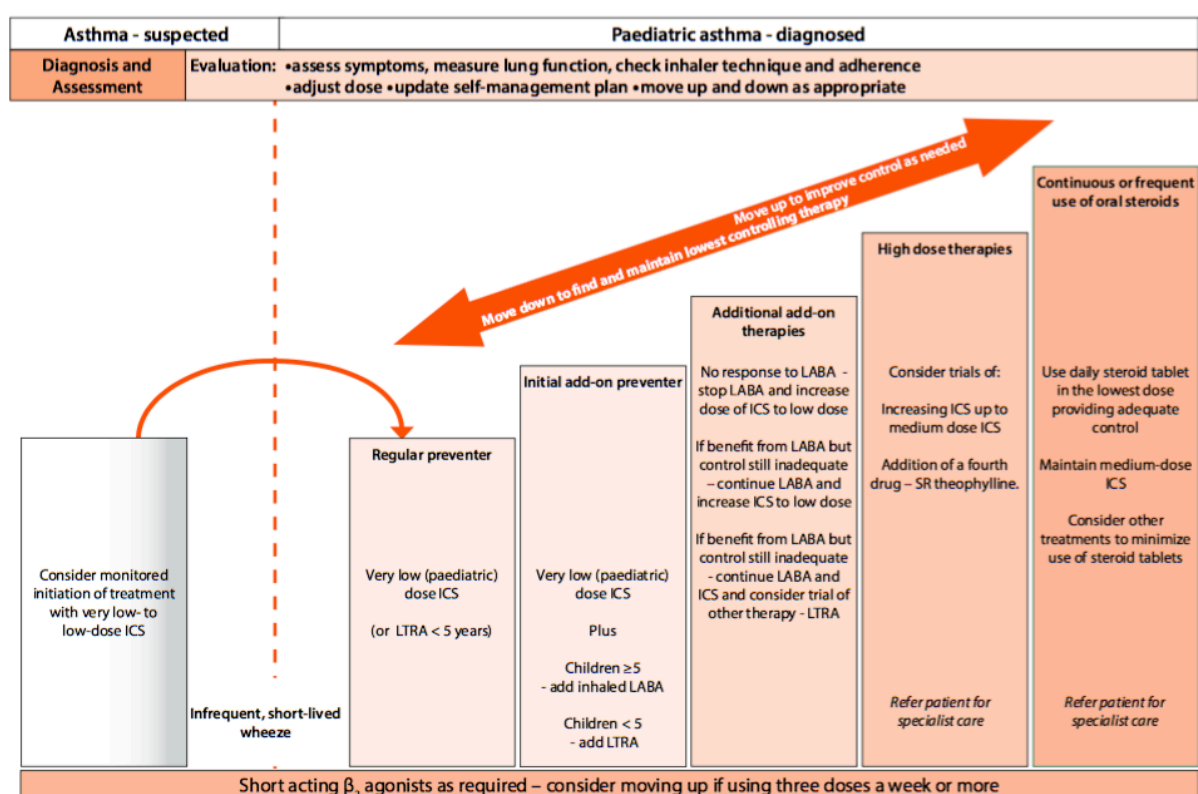 Asthma - suspected
Paediatric asthma - diagnosed
Diagnosis and
Assessment
Evaluation: •assess symptoms, measure lung function, check inhaler technique and adherence
•adjust dose •update self-management plan •move up and down as appropriate
Move up to improve control as needed
Move down to find and maintain lowest controlling therapy
Consider monitored
initiation of treatment
with very low- to
low-dose ICS
Infrequent, short-lived
wheeze
Regular preventer
Very low (paediatric)
dose ICS
(or LTRA < 5 years)
Initial add-on preventer
Very low (paediatric)
dose ICS
Plus
Children ≥5
- add inhaled LABA
Children < 5
- add LTRA
Additional add-on
therapies
No response to LABA -
stop LABA and increase
dose of ICS to low dose
If benefit from LABA but
control still inadequate
– continue LABA and
increase ICS to low dose
If benefit from LABA but
control still inadequate
- continue LABA and
ICS and consider trial of
other therapy - LTRA
High dose therapies
Consider trials of:
Increasing ICS up to
medium dose ICS
Addition of a fourth
drug – SR theophylline.
Refer patient for
specialist care
Continuous or frequent
use of oral steroids
Use daily steroid tablet
in the lowest dose
providing adequate
control
Maintain medium-dose
ICS
Consider other
treatments to minimize
use of steroid tablets
Refer patient for
specialist care
Short acting β₂ agonists as required – consider moving up if using three doses a week or more